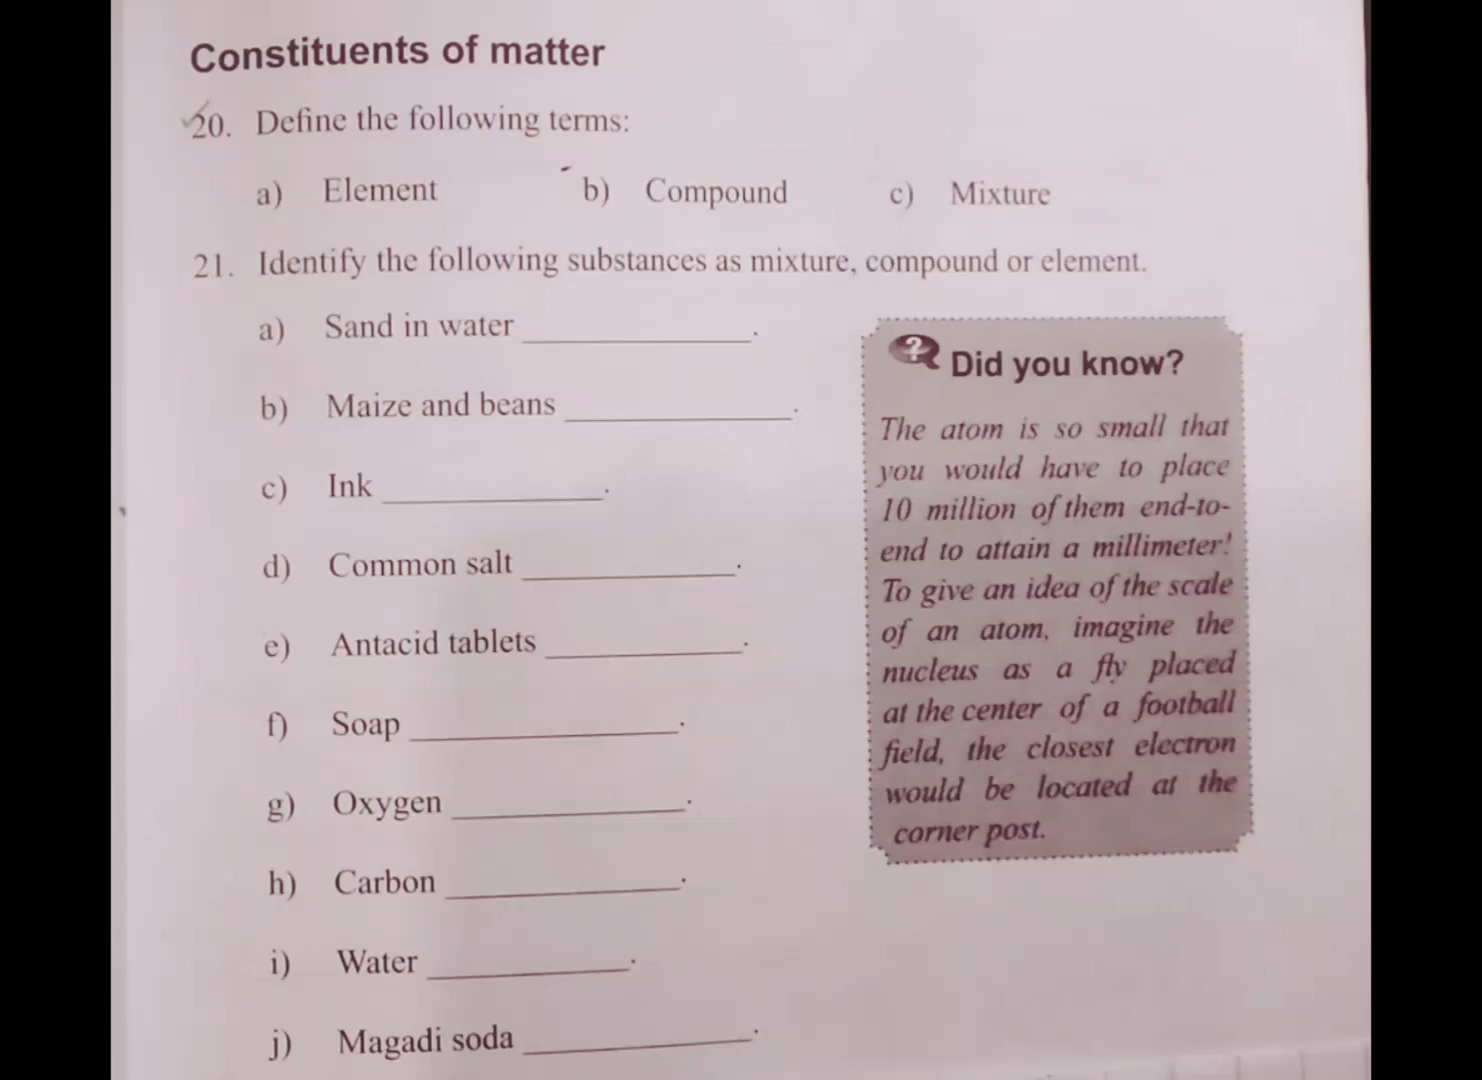 Constituents of matter
20. Define the following terms:
a) Element b) Compound c) Mixture
21. Identify the following substances as mixture, compound or element.
a) Sand in water ____________.
b) Maize and beans ____________.
c) Ink ____________.
d) Common salt ____________.
e) Antacid tablets ____________.
f) Soap ____________.
g) Oxygen ____________.
h) Carbon ____________.
i) Water ____________.
j) Magadi soda ____________.
? Did you know?
The atom is so small that
you would have to place
10 million of them end-to-
end to attain a millimeter!
To give an idea of the scale
of an atom, imagine the
nucleus as a fly placed
at the center of a football
field, the closest electron
would be located at the
corner post.